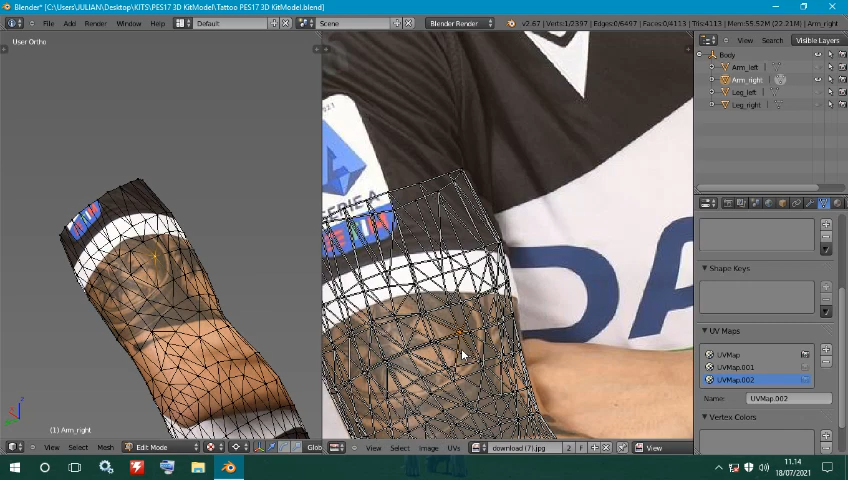 Blender* [C:\Users\JULIAN\Desktop\KITS\PES17 3D KitModel\Tattoo PES17 3D KitModel.blend]
File Render Window Help Default Scene Blender Render v2.67 | Verts:1/2397 | Edges:0/6497 | Faces:0/4113 | Tris:4113 | Mem:55.52M (22.21M) | Arm_right
User Ortho
View Search Visible Layers
Body
Arm_left
Arm_right
Leg_left
Leg_right
2021
SERIE A
DA
Shape Keys
UV Maps
UVMap
UVMap.001
UVMap.002
Name: UVMap.002
Vertex Colors
(1) Arm_right
View Select Mesh Edit Mode Glob View Select Image UVs download (7).jpg 2 F View
11.14
18/07/2021